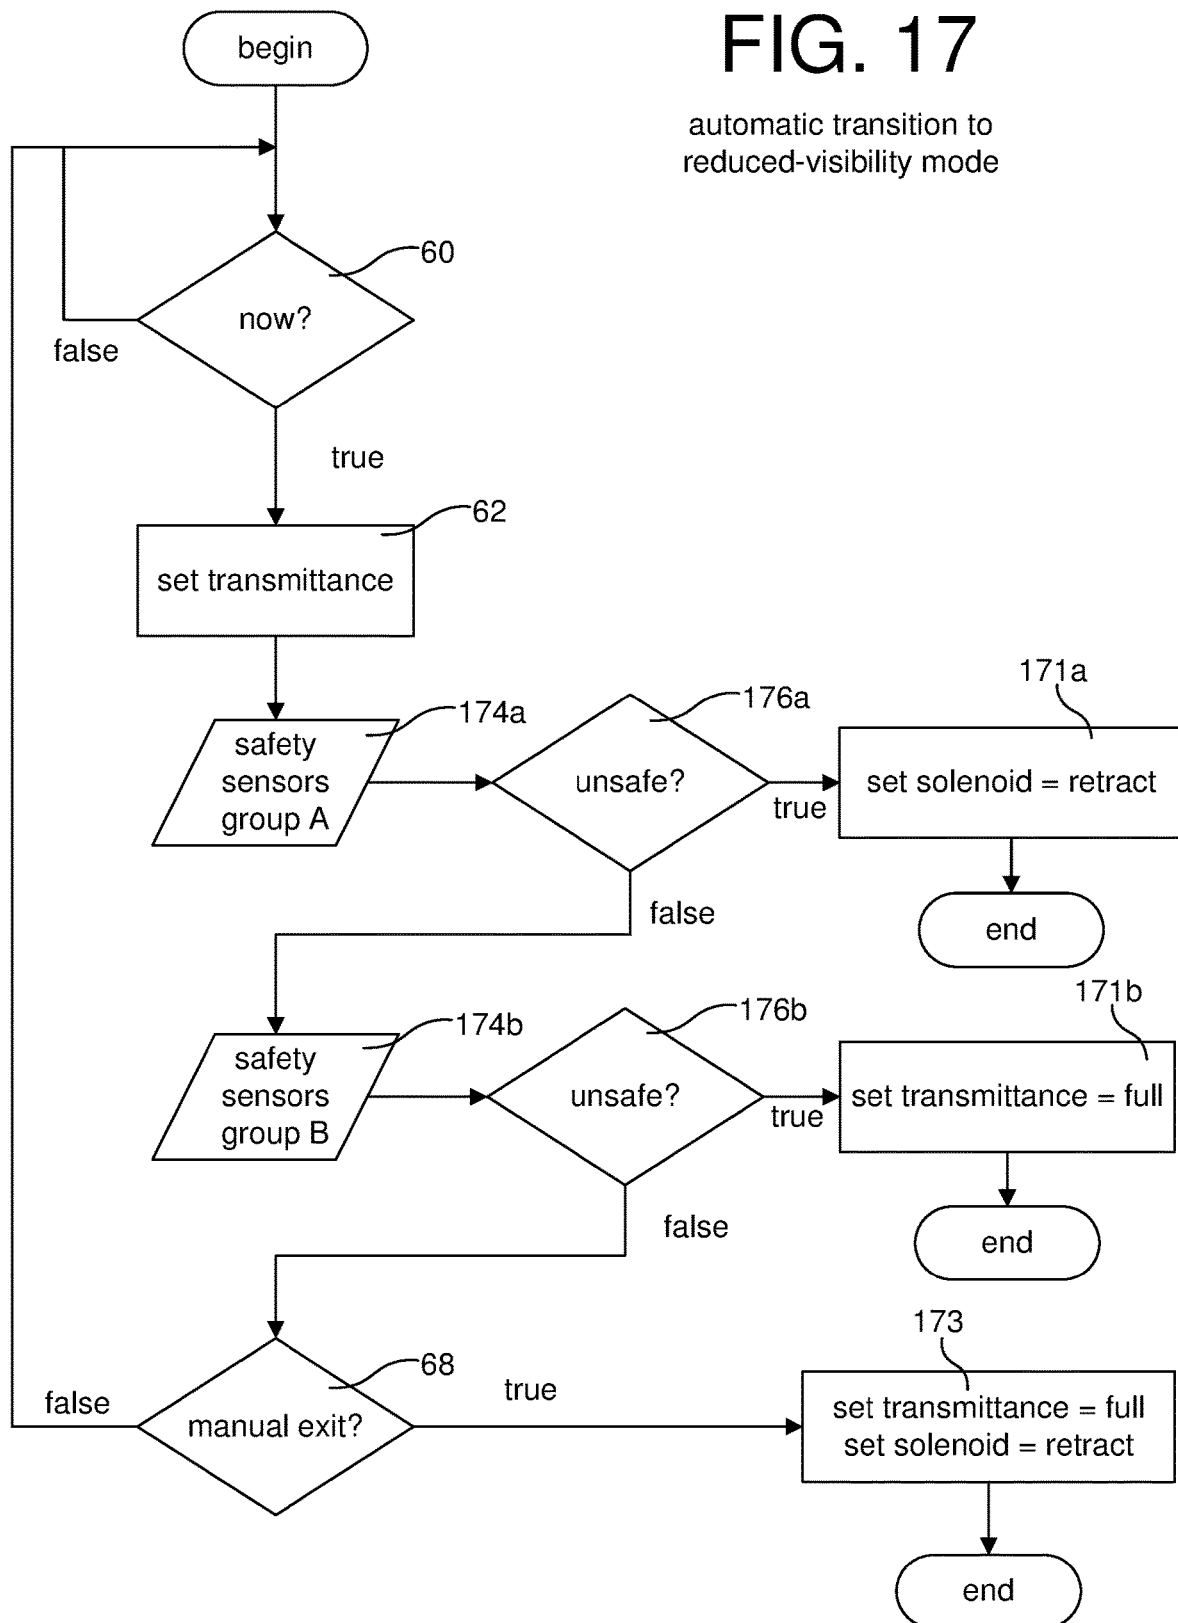 FIG. 17
automatic transition to
reduced-visibility mode
begin
60
now?
false
true
62
set transmittance
174a
safety
sensors
group A
176a
unsafe?
true
171a
set solenoid = retract
end
false
174b
safety
sensors
group B
176b
unsafe?
true
171b
set transmittance = full
end
false
68
manual exit?
false
true
173
set transmittance = full
set solenoid = retract
end